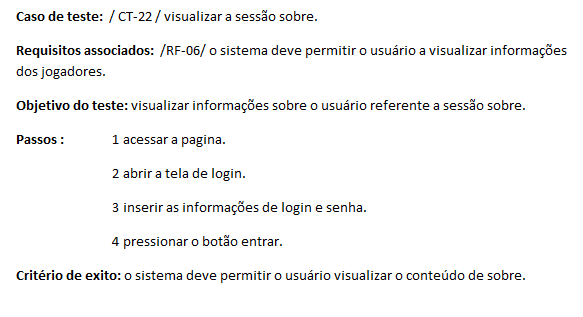 Caso de teste: / CT-22 / visualizar a sessão sobre.
Requisitos associados: /RF-06/ o sistema deve permitir o usuário a visualizar informações
dos jogadores.
Objetivo do teste: visualizar informações sobre o usuário referente a sessão sobre.
Passos : 1 acessar a pagina.
2 abrir a tela de login.
3 inserir as informações de login e senha.
4 pressionar o botão entrar.
Critério de exito: o sistema deve permitir o usuário visualizar o conteúdo de sobre.